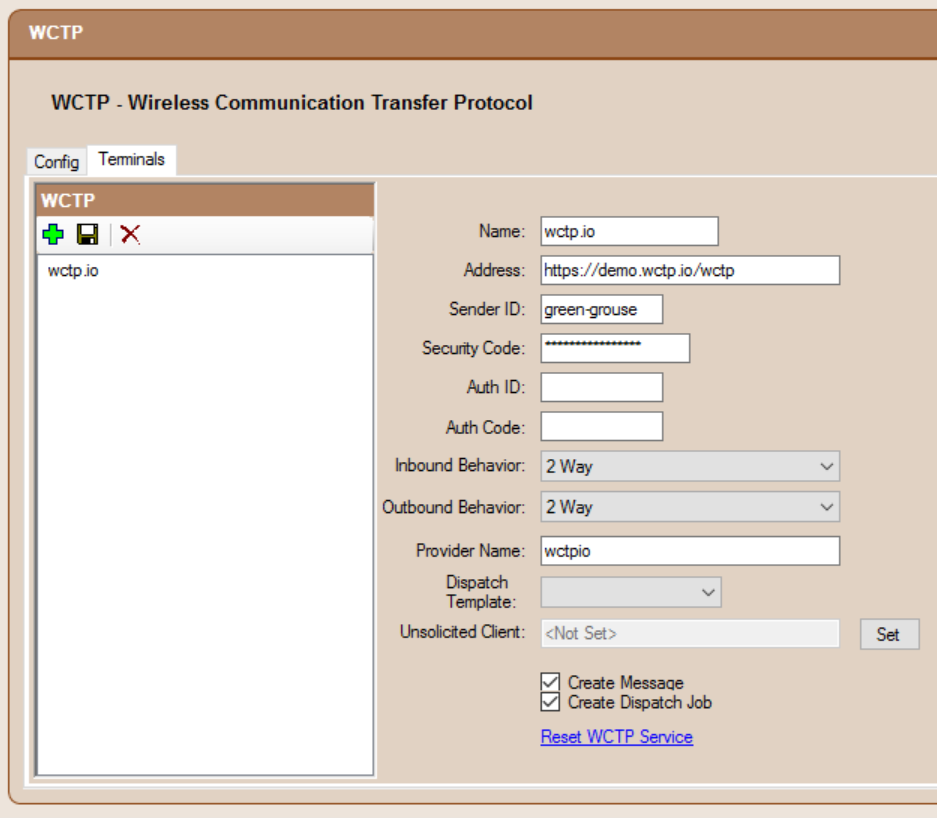 WCTP
WCTP - Wireless Communication Transfer Protocol
Config
Terminals
WCTP
wctp.io
Name: wctp.io
Address: https://demo.wctp.io/wctp
Sender ID: green-grouse
Security Code: ****************
Auth ID:
Auth Code:
Inbound Behavior: 2 Way
Outbound Behavior: 2 Way
Provider Name: wctpio
Dispatch
Template:
Unsolicited Client: <Not Set> Set
Create Message
Create Dispatch Job
Reset WCTP Service